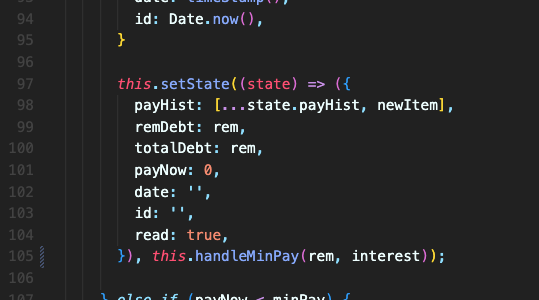 93 date: timeStamp(),
94 id: Date.now(),
95 }
96
97 this.setState((state) => ({
98 payHist: [...state.payHist, newItem],
99 remDebt: rem,
100 totalDebt: rem,
101 payNow: 0,
102 date: '',
103 id: '',
104 read: true,
105 }), this.handleMinPay(rem, interest));
106
107 } else if (payNow < minPay) {